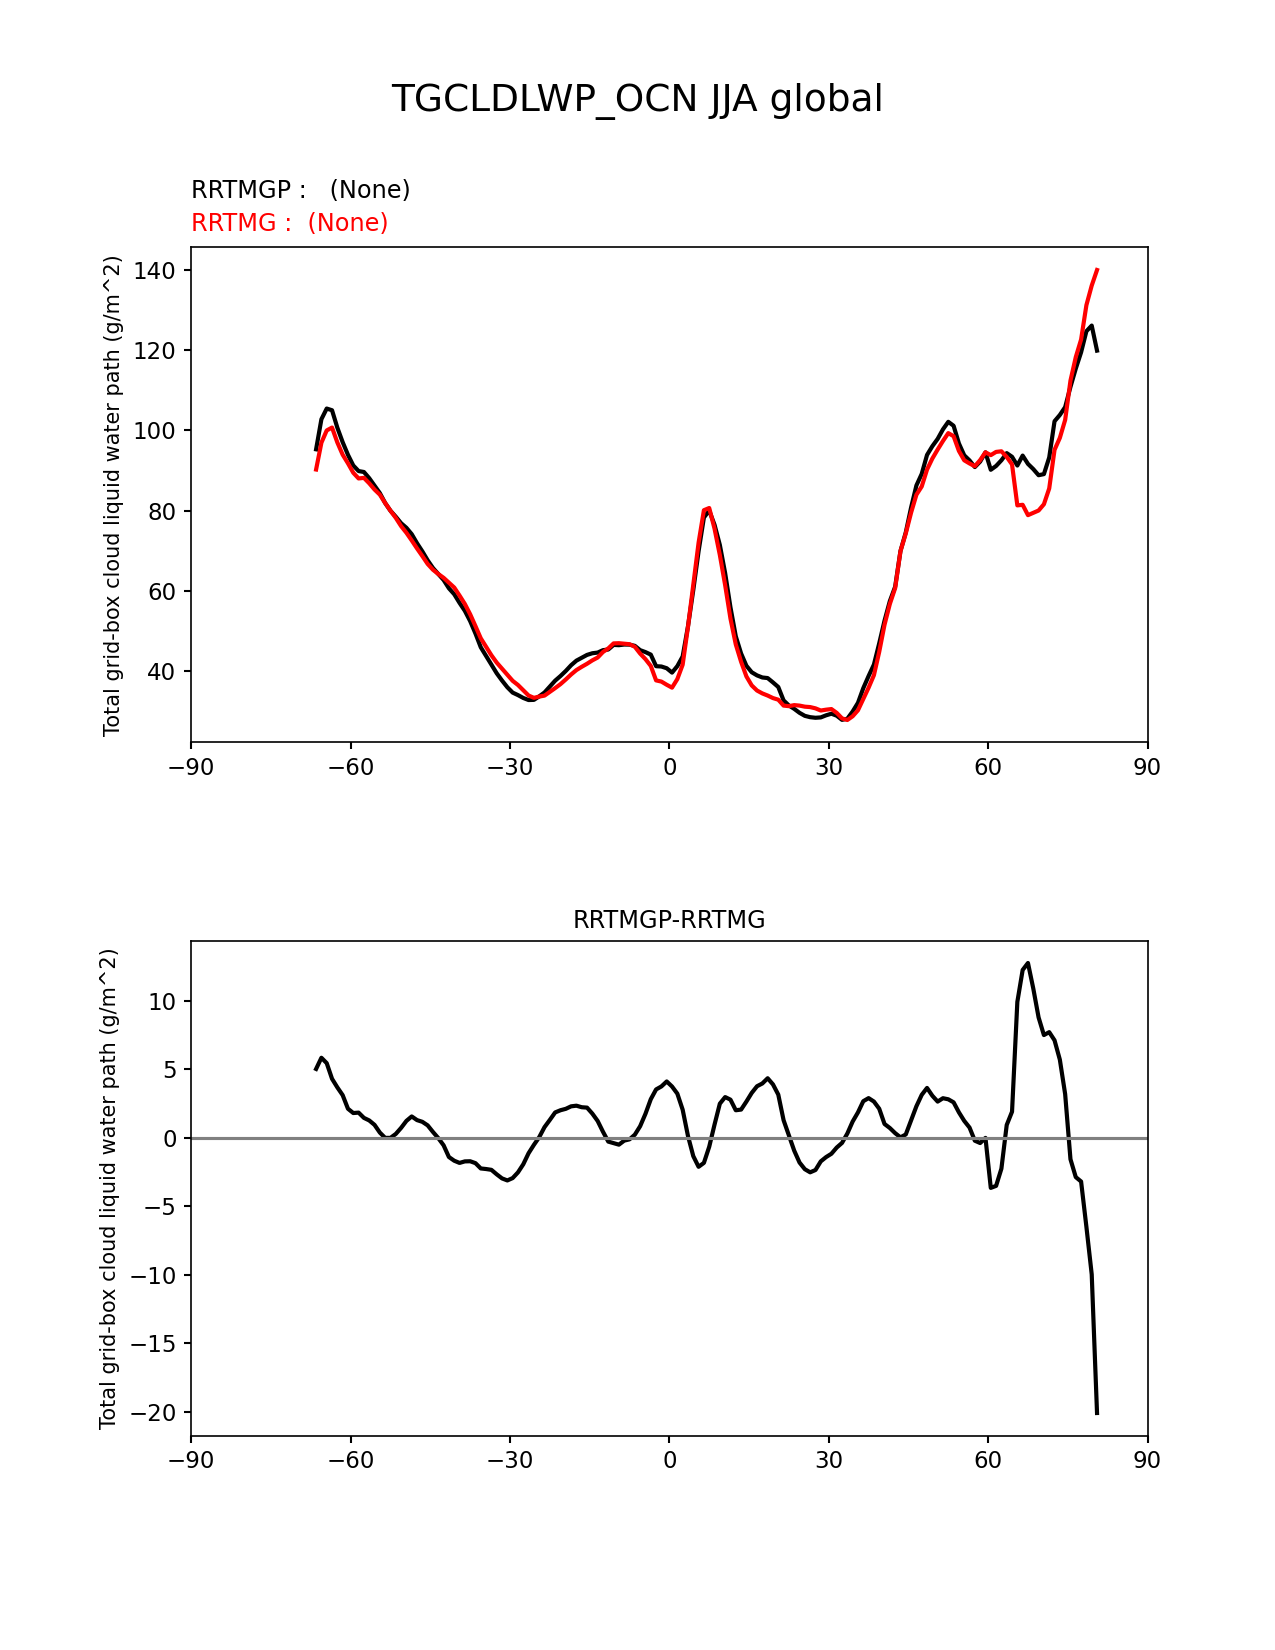 TGCLDLWP_OCN JJA global
RRTMGP :   (None)
RRTMG :  (None)
Total grid-box cloud liquid water path (g/m^2)
140
120
100
80
60
40
−90 −60 −30 0 30 60 90
RRTMGP-RRTMG
Total grid-box cloud liquid water path (g/m^2)
10
5
0
−5
−10
−15
−20
−90 −60 −30 0 30 60 90